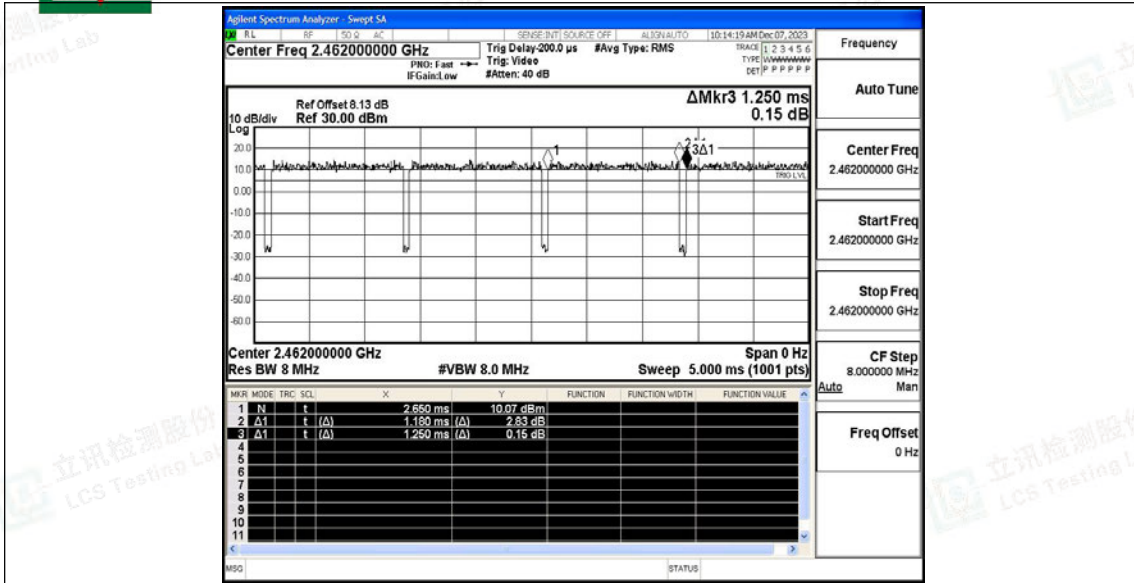 Agilent Spectrum Analyzer - Swept SA
RL RF 50 Ω AC SENSE:INT SOURCE OFF ALIGN AUTO 10:14:19 AM Dec 07, 2023
Center Freq 2.462000000 GHz
PNO: Fast
IFGain:Low
Trig Delay-200.0 µs #Avg Type: RMS
Trig: Video
#Atten: 40 dB
TRACE 1 2 3 4 5 6
TYPE WWWWWW
DET P P P P P P
Frequency
Auto Tune
Center Freq
2.462000000 GHz
Start Freq
2.462000000 GHz
Stop Freq
2.462000000 GHz
CF Step
8.000000 MHz
Auto Man
Freq Offset
0 Hz
ΔMkr3 1.250 ms
0.15 dB
Ref Offset 8.13 dB
10 dB/div Ref 30.00 dBm
Log
20.0
10.0
0.00
-10.0
-20.0
-30.0
-40.0
-50.0
-60.0
1
2
3Δ1
TRIG LVL
Center 2.462000000 GHz Span 0 Hz
Res BW 8 MHz #VBW 8.0 MHz Sweep 5.000 ms (1001 pts)
MKR MODE TRC SCL X Y FUNCTION FUNCTION WIDTH FUNCTION VALUE
1 N t 2.650 ms 10.07 dBm
2 Δ1 t (Δ) 1.180 ms (Δ) 2.83 dB
3 Δ1 t (Δ) 1.250 ms (Δ) 0.15 dB
4
5
6
7
8
9
10
11
MSG STATUS
立讯检测股份
LCS Testing Lab
立讯检测股份
LCS Testing L